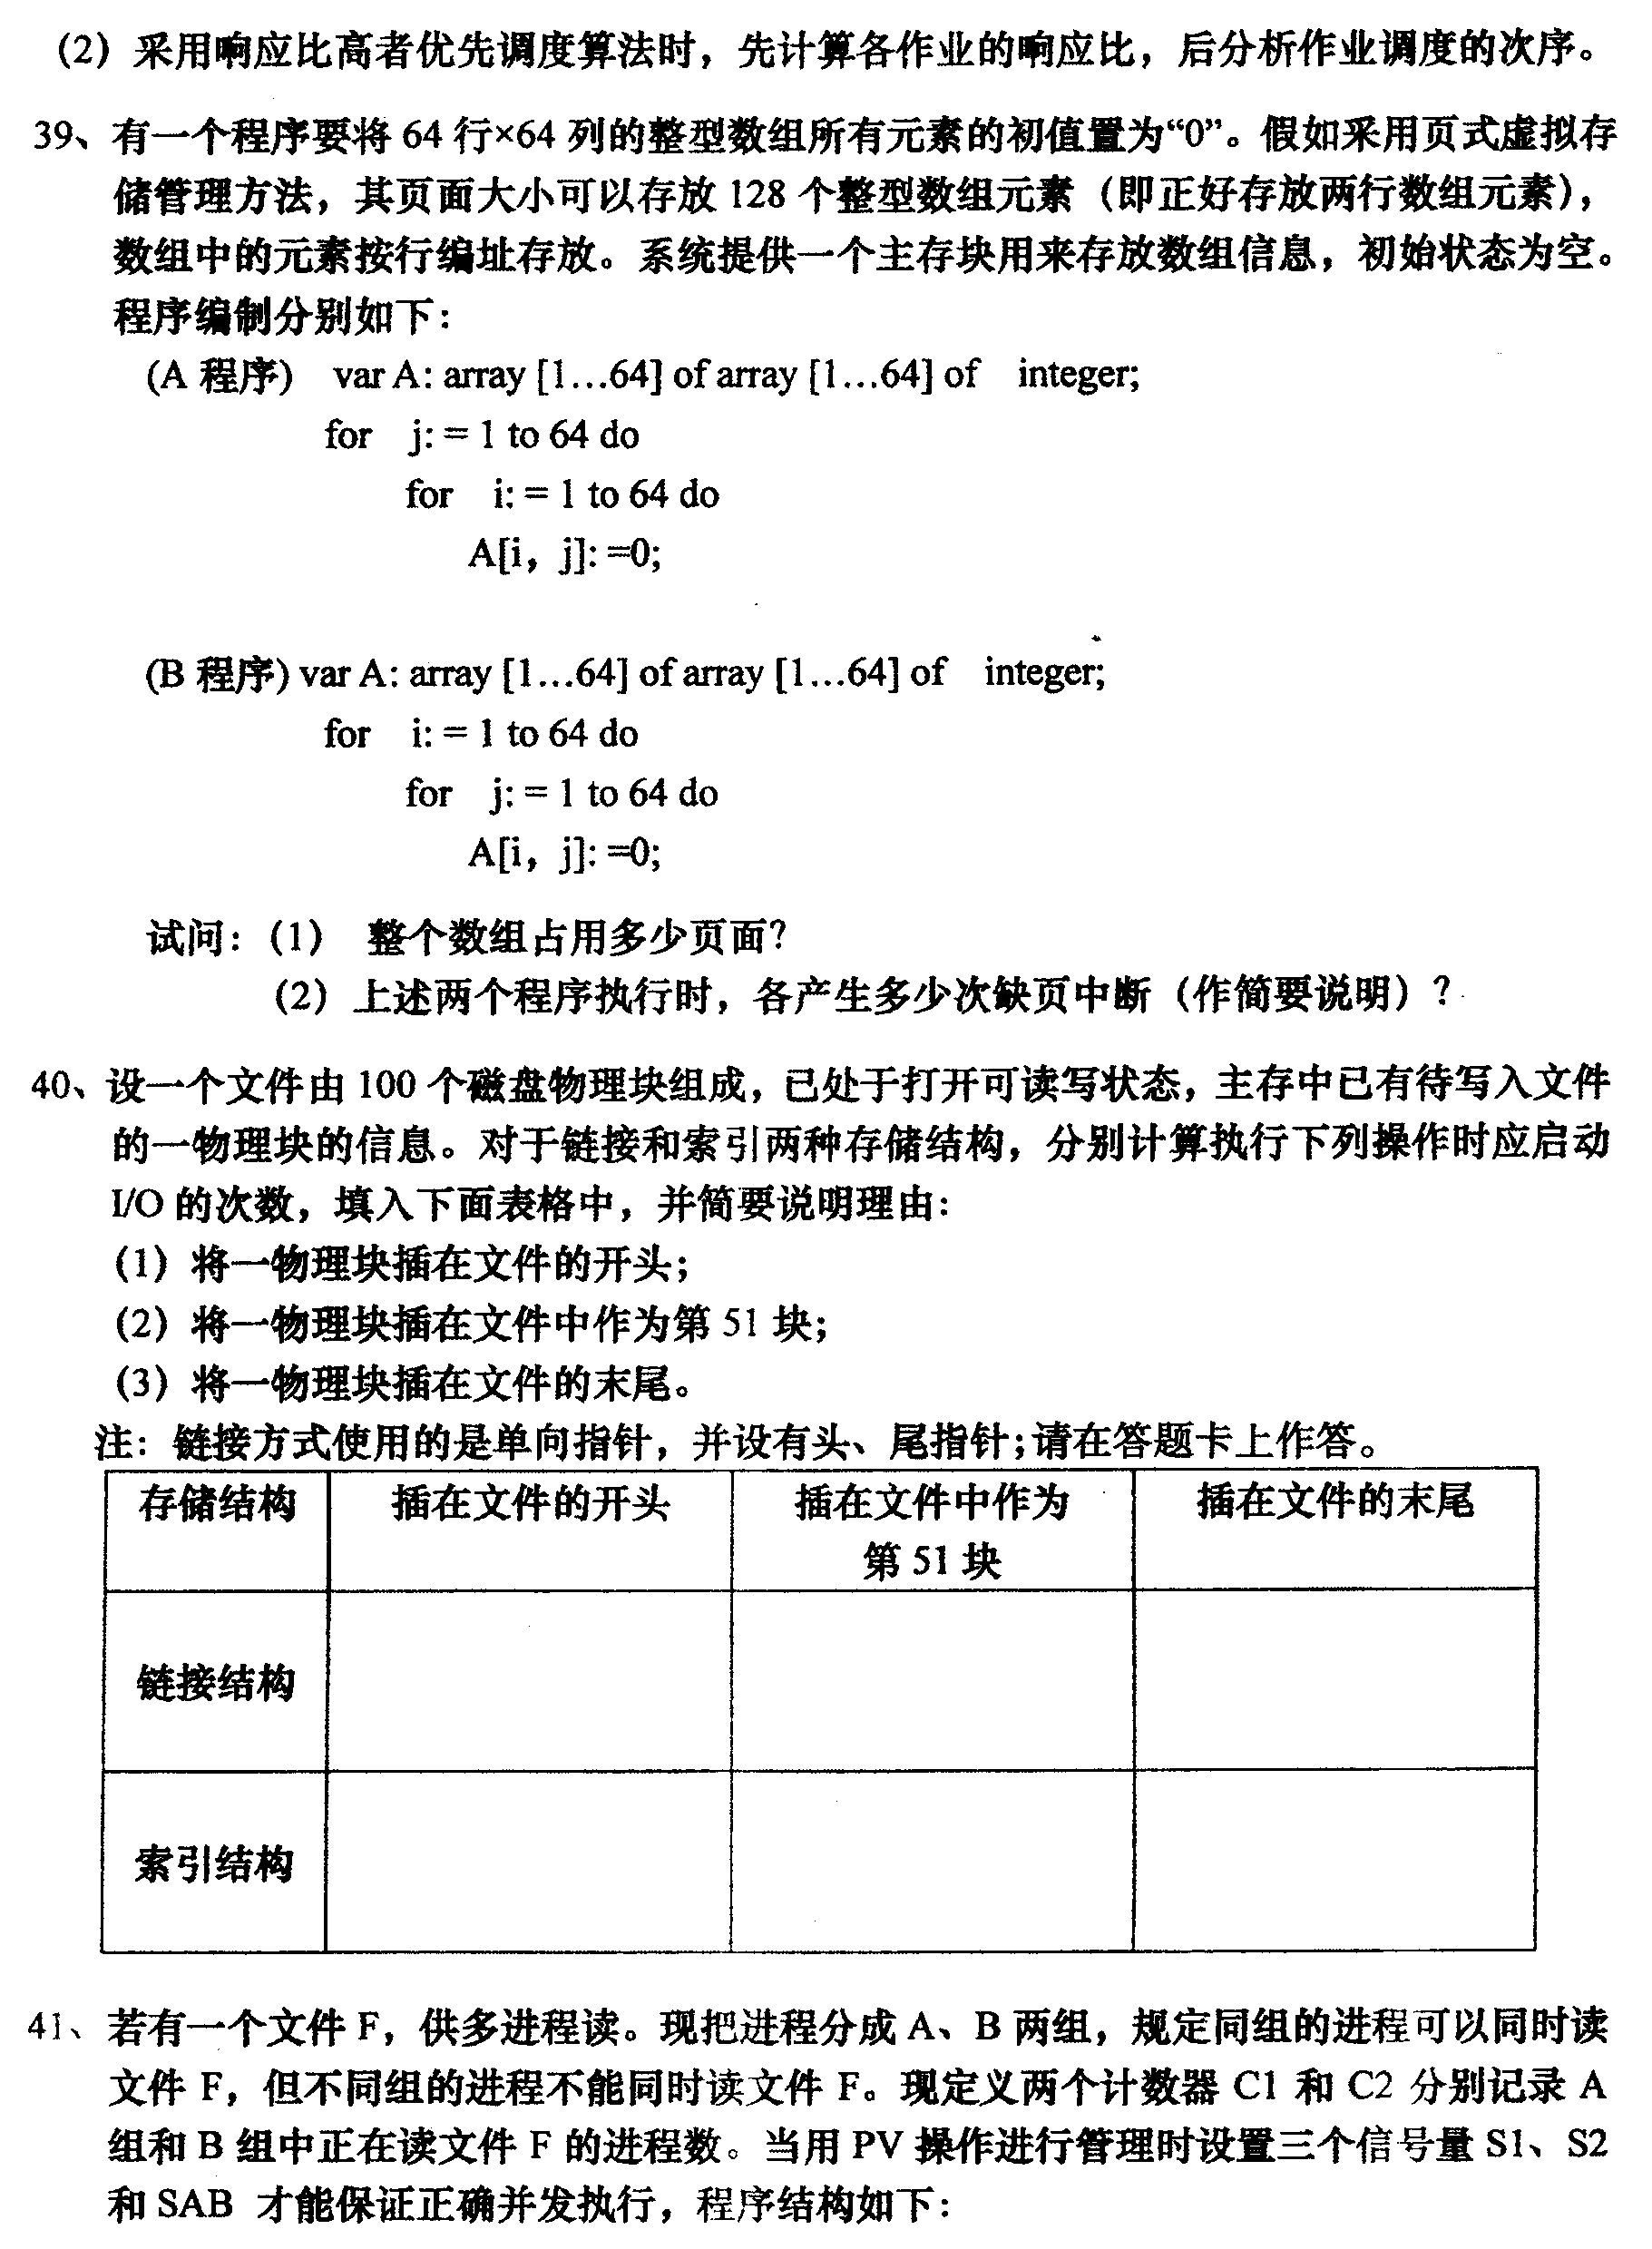 (2) 采用响应比高者优先调度算法时，先计算各作业的响应比，后分析作业调度的次序。
39、有一个程序要将 64 行×64 列的整型数组所有元素的初值置为“0”。假如采用页式虚拟存
储管理方法，其页面大小可以存放 128 个整型数组元素（即正好存放两行数组元素），
数组中的元素按行编址存放。系统提供一个主存块用来存放数组信息，初始状态为空。
程序编制分别如下：
(A 程序) var A: array [1…64] of array [1…64] of integer;
for j: = 1 to 64 do
for i: = 1 to 64 do
A[i，j]: =0;
(B 程序) var A: array [1…64] of array [1…64] of integer;
for i: = 1 to 64 do
for j: = 1 to 64 do
A[i，j]: =0;
试问：(1) 整个数组占用多少页面？
(2) 上述两个程序执行时，各产生多少次缺页中断（作简要说明）？
40、设一个文件由 100 个磁盘物理块组成，已处于打开可读写状态，主存中已有待写入文件
的一物理块的信息。对于链接和索引两种存储结构，分别计算执行下列操作时应启动
I/O 的次数，填入下面表格中，并简要说明理由：
(1) 将一物理块插在文件的开头；
(2) 将一物理块插在文件中作为第 51 块；
(3) 将一物理块插在文件的末尾。
注：链接方式使用的是单向指针，并设有头、尾指针；请在答题卡上作答。
存储结构 插在文件的开头 插在文件中作为 插在文件的末尾
第 51 块
链接结构
索引结构
41、若有一个文件 F，供多进程读。现把进程分成 A、B 两组，规定同组的进程可以同时读
文件 F，但不同组的进程不能同时读文件 F。现定义两个计数器 C1 和 C2 分别记录 A
组和 B 组中正在读文件 F 的进程数。当用 PV 操作进行管理时设置三个信号量 S1、S2
和 SAB 才能保证正确并发执行，程序结构如下：